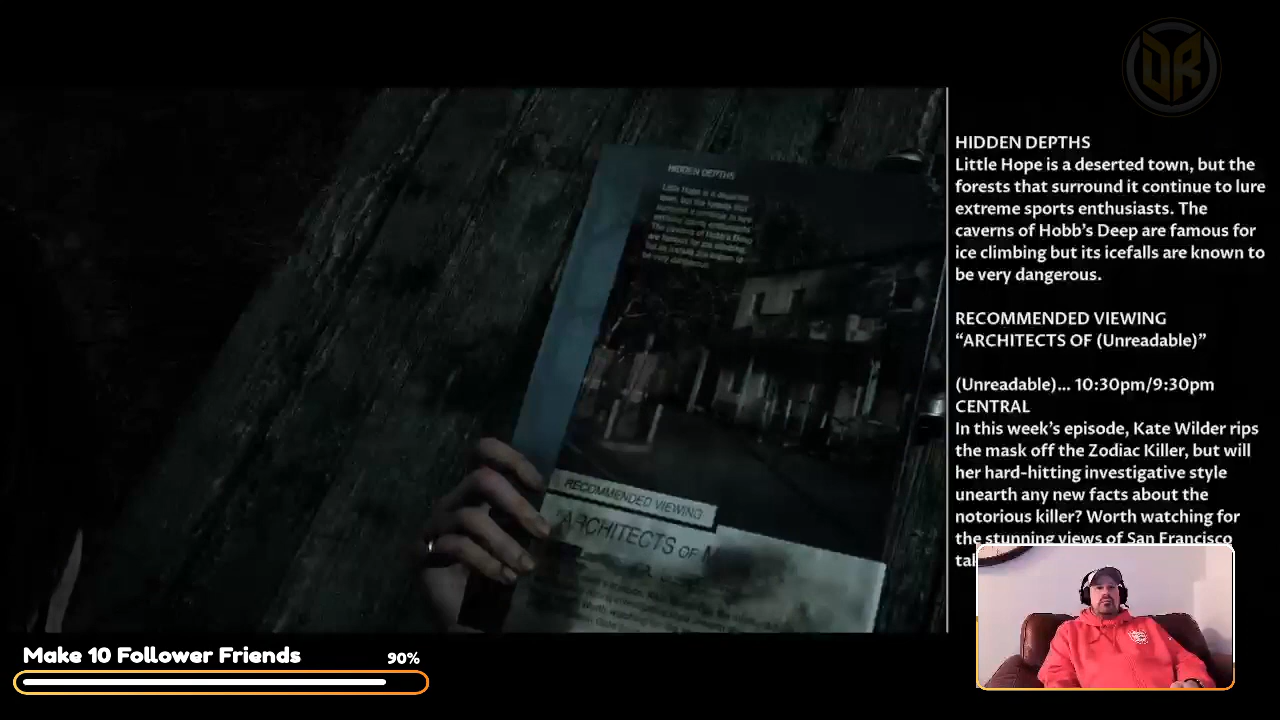 HIDDEN DEPTHS
Little Hope is a deserted town, but the
forests that surround it continue to lure
extreme sports enthusiasts. The
caverns of Hobb's Deep are famous for
ice climbing but its icefalls are known to
be very dangerous.
RECOMMENDED VIEWING
“ARCHITECTS OF (Unreadable)”
(Unreadable)... 10:30pm/9:30pm
CENTRAL
In this week's episode, Kate Wilder rips
the mask off the Zodiac Killer, but will
her hard-hitting investigative style
unearth any new facts about the
notorious killer? Worth watching for
the stunning views of San Francisco
HIDDEN DEPTHS
Little Hope is a deserted
RECOMMENDED VIEWING
“ARCHITECTS OF
Make 10 Follower Friends
90%
DR